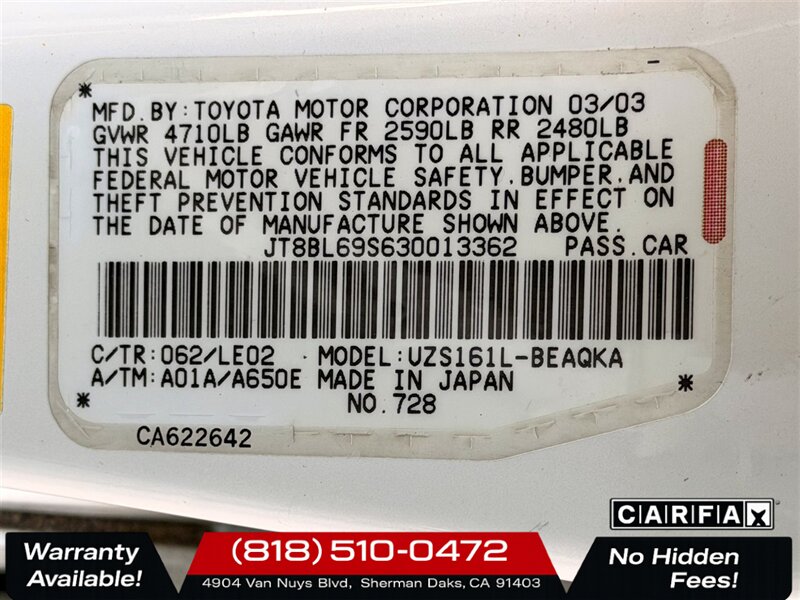 MFD. BY: TOYOTA MOTOR CORPORATION 03/03
GVWR 4710LB GAWR FR 2590LB RR 2480LB
THIS VEHICLE CONFORMS TO ALL APPLICABLE
FEDERAL MOTOR VEHICLE SAFETY.BUMPER.AND
THEFT PREVENTION STANDARDS IN EFFECT ON
THE DATE OF MANUFACTURE SHOWN ABOVE.
JT8BL69S630013362 PASS.CAR
C/TR:062/LE02 MODEL:UZS161L-BEAQKA
A/TM:A01A/A650E MADE IN JAPAN
NO.728
CA622642
CARFAX
Warranty Available!
(818) 510-0472
4904 Van Nuys Blvd, Sherman Daks, CA 91403
No Hidden Fees!